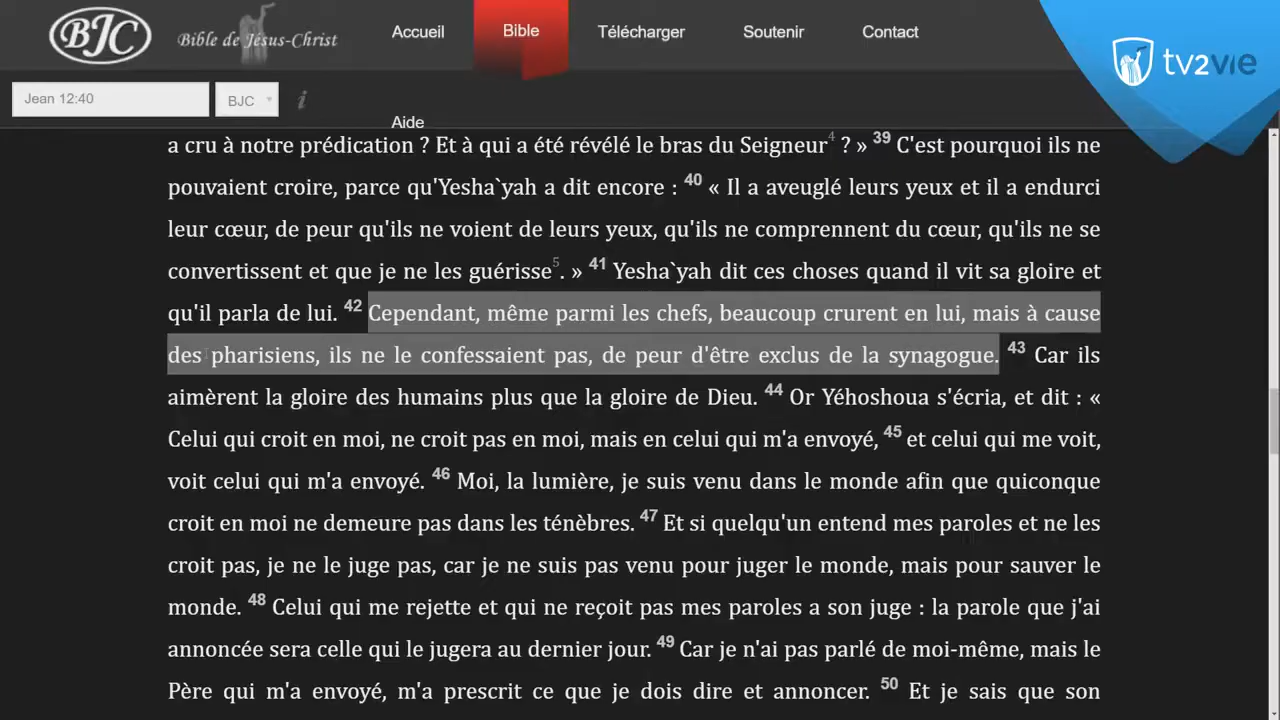 BJC
Bible de Jésus-Christ
Accueil
Bible
Télécharger
Soutenir
Contact
tv2vie
Jean 12:40
BJC
i
Aide
a cru à notre prédication ? Et à qui a été révélé le bras du Seigneur4 ? » 39 C'est pourquoi ils ne
pouvaient croire, parce qu'Yesha`yah a dit encore : 40 « Il a aveuglé leurs yeux et il a endurci
leur cœur, de peur qu'ils ne voient de leurs yeux, qu'ils ne comprennent du cœur, qu'ils ne se
convertissent et que je ne les guérisse5. » 41 Yesha`yah dit ces choses quand il vit sa gloire et
qu'il parla de lui. 42 Cependant, même parmi les chefs, beaucoup crurent en lui, mais à cause
des pharisiens, ils ne le confessaient pas, de peur d'être exclus de la synagogue. 43 Car ils
aimèrent la gloire des humains plus que la gloire de Dieu. 44 Or Yéhoshoua s'écria, et dit : «
Celui qui croit en moi, ne croit pas en moi, mais en celui qui m'a envoyé, 45 et celui qui me voit,
voit celui qui m'a envoyé. 46 Moi, la lumière, je suis venu dans le monde afin que quiconque
croit en moi ne demeure pas dans les ténèbres. 47 Et si quelqu'un entend mes paroles et ne les
croit pas, je ne le juge pas, car je ne suis pas venu pour juger le monde, mais pour sauver le
monde. 48 Celui qui me rejette et qui ne reçoit pas mes paroles a son juge : la parole que j'ai
annoncée sera celle qui le jugera au dernier jour. 49 Car je n'ai pas parlé de moi-même, mais le
Père qui m'a envoyé, m'a prescrit ce que je dois dire et annoncer. 50 Et je sais que son